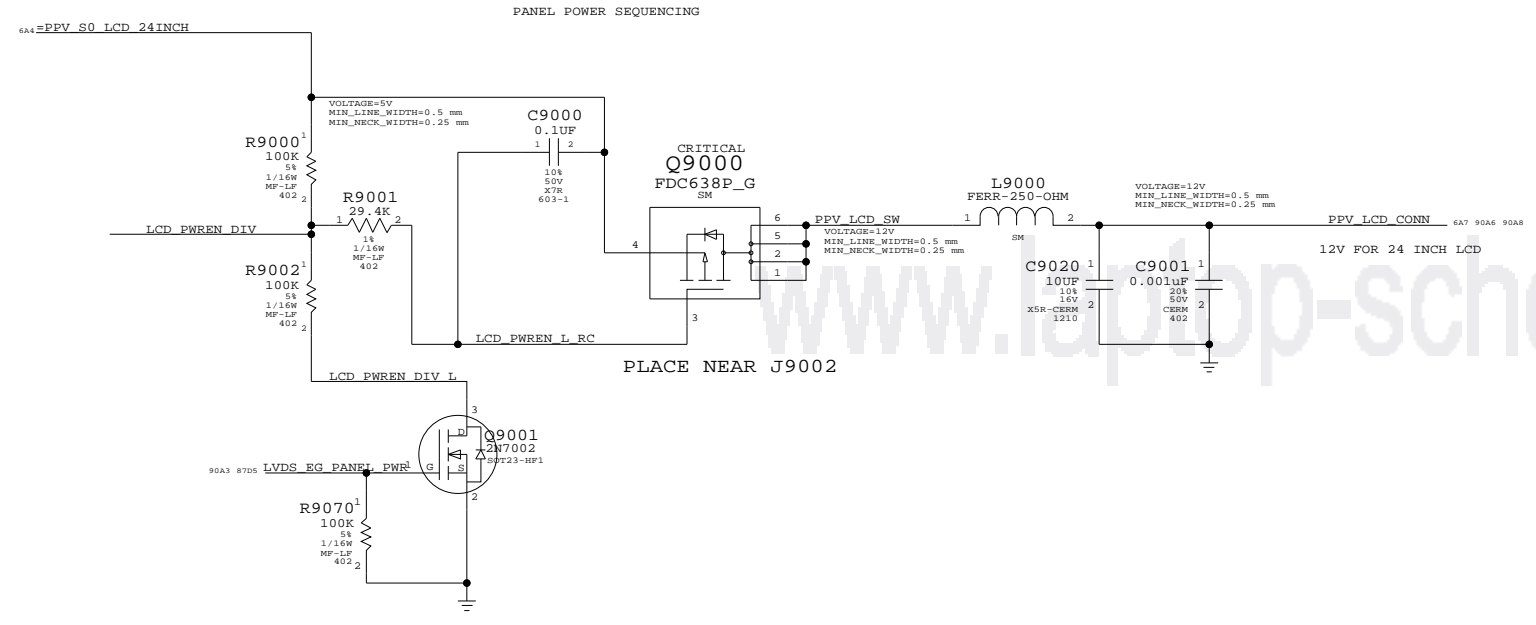 PANEL POWER SEQUENCING
6A4 =PPV_S0_LCD_24INCH
VOLTAGE=5V
MIN_LINE_WIDTH=0.5 mm
MIN_NECK_WIDTH=0.25 mm
R9000 1
100K
5%
1/16W
MF-LF
402 2
C9000
0.1UF
1 2
10%
50V
X7R
603-1
CRITICAL
Q9000
FDC638P_G
SM
4
6
5
2
1
3
R9001
29.4K
1 2
1%
1/16W
MF-LF
402
LCD_PWREN_DIV
R9002 1
100K
5%
1/16W
MF-LF
402 2
PPV_LCD_SW
VOLTAGE=12V
MIN_LINE_WIDTH=0.5 mm
MIN_NECK_WIDTH=0.25 mm
L9000
FERR-250-OHM
1 2
SM
VOLTAGE=12V
MIN_LINE_WIDTH=0.5 mm
MIN_NECK_WIDTH=0.25 mm
PPV_LCD_CONN 6A7 90A6 90A8
12V FOR 24 INCH LCD
C9020 1
10UF
10%
16V 2
X5R-CERM
1210
C9001 1
0.001uF
20%
50V 2
CERM
402
LCD_PWREN_L_RC
PLACE NEAR J9002
LCD_PWREN_DIV_L
3
D
Q9001
2N7002
SOT23-HF1
90A3 87D5 LVDS_EG_PANEL_PWR 1 G S
2
R9070 1
100K
5%
1/16W
MF-LF
402 2
www.laptop-sche